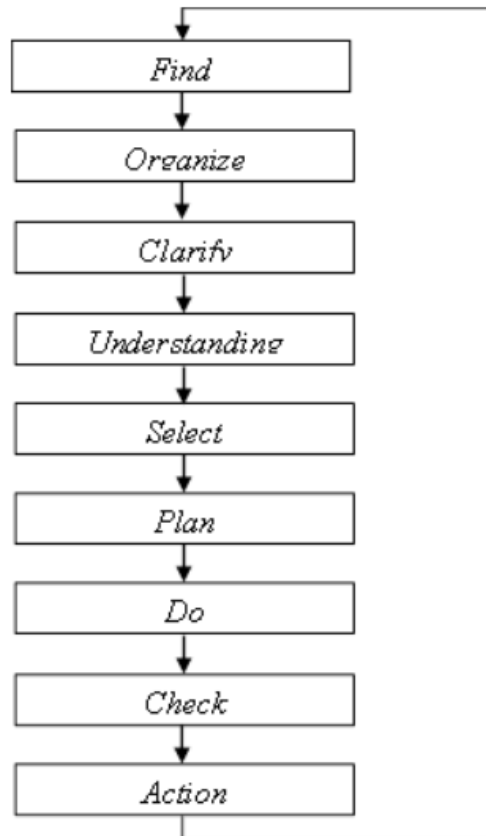 Find
Organize
Clarify
Understanding
Select
Plan
Do
Check
Action